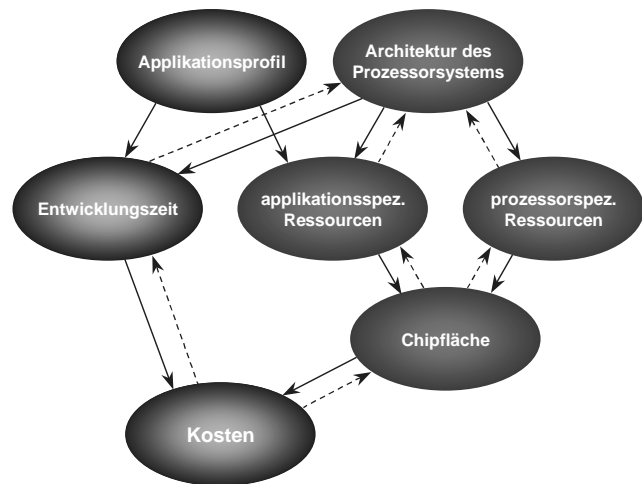 Applikationsprofil
Architektur des
Prozessorsystems
Entwicklungszeit
applikationsspez.
Ressourcen
prozessorspez.
Ressourcen
Chipfläche
Kosten